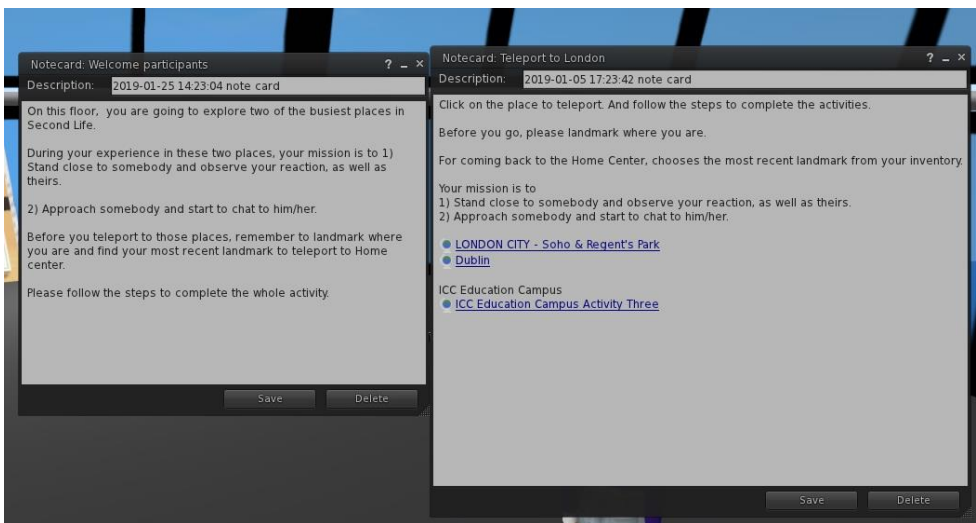 Notecard: Welcome participants
Description: 2019-01-25 14:23:04 note card
On this floor, you are going to explore two of the busiest places in
Second Life.
During your experience in these two places, your mission is to 1)
Stand close to somebody and observe your reaction, as well as
theirs.
2) Approach somebody and start to chat to him/her.
Before you teleport to those places, remember to landmark where
you are and find your most recent landmark to teleport to Home
center.
Please follow the steps to complete the whole activity.
Save Delete
Notecard: Teleport to London
Description: 2019-01-05 17:23:42 note card
Click on the place to teleport. And follow the steps to complete the activities.
Before you go, please landmark where you are.
For coming back to the Home Center, chooses the most recent landmark from your inventory.
Your mission is to
1) Stand close to somebody and observe your reaction, as well as theirs.
2) Approach somebody and start to chat to him/her.
LONDON CITY - Soho & Regent's Park
Dublin
ICC Education Campus
ICC Education Campus Activity Three
Save Delete